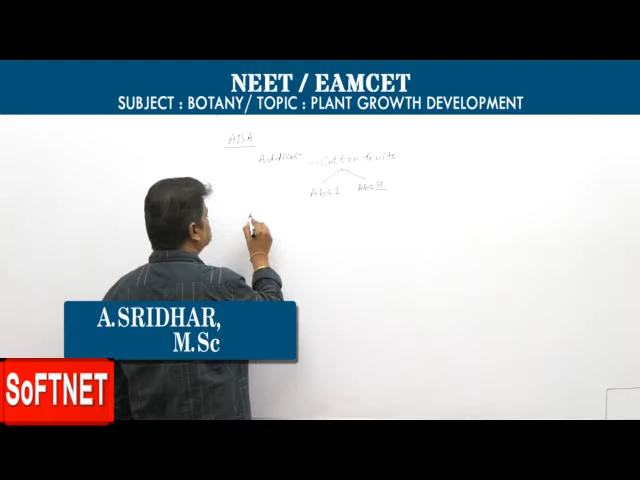 NEET / EAMCET
SUBJECT : BOTANY/ TOPIC : PLANT GROWTH DEVELOPMENT
ABA
Addicot - Cotton fruits
Abs I Abs II
A.SRIDHAR,
M.Sc
SoFTNET